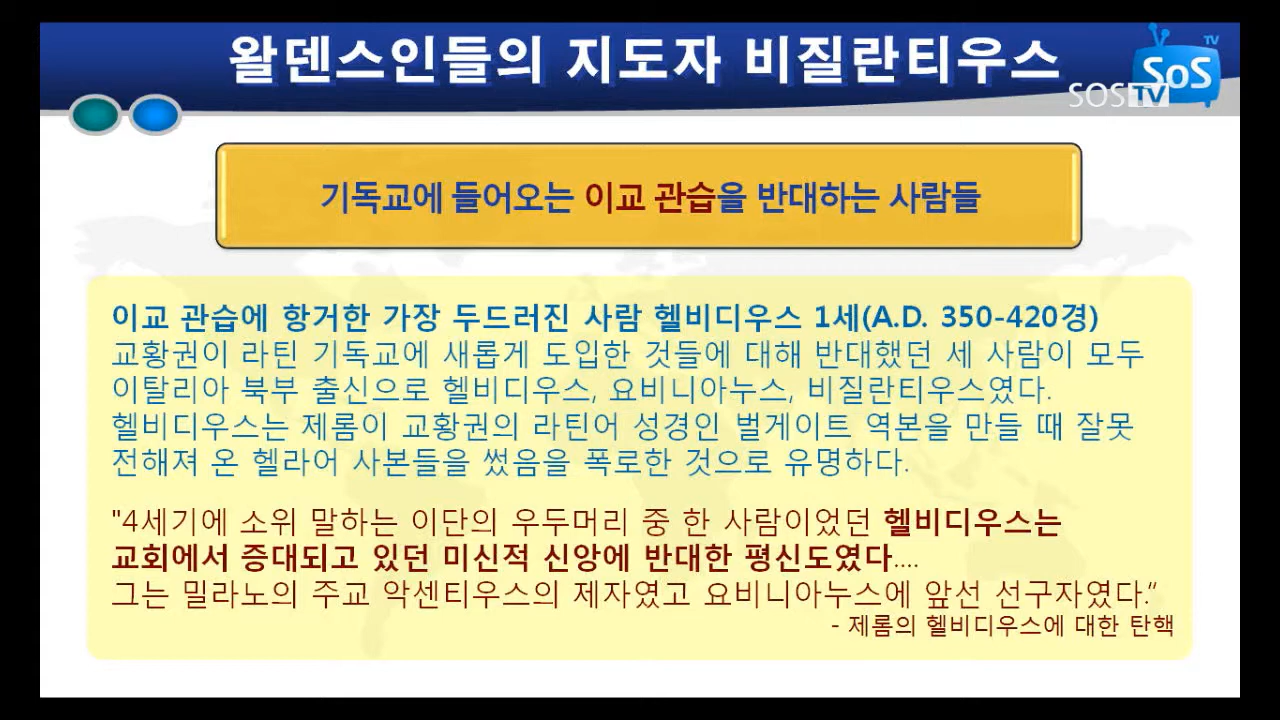 왈덴스인들의 지도자 비질란티우스
TV
SoS
SOSTV
기독교에 들어오는 이교 관습을 반대하는 사람들
이교 관습에 항거한 가장 두드러진 사람 헬비디우스 1세(A.D. 350-420경)
교황권이 라틴 기독교에 새롭게 도입한 것들에 대해 반대했던 세 사람이 모두
이탈리아 북부 출신으로 헬비디우스, 요비니아누스, 비질란티우스였다.
헬비디우스는 제롬이 교황권의 라틴어 성경인 벌게이트 역본을 만들 때 잘못
전해져 온 헬라어 사본들을 썼음을 폭로한 것으로 유명하다.
"4세기에 소위 말하는 이단의 우두머리 중 한 사람이었던 헬비디우스는
교회에서 증대되고 있던 미신적 신앙에 반대한 평신도였다....
그는 밀라노의 주교 악센티우스의 제자였고 요비니아누스에 앞선 선구자였다.“
- 제롬의 헬비디우스에 대한 탄핵